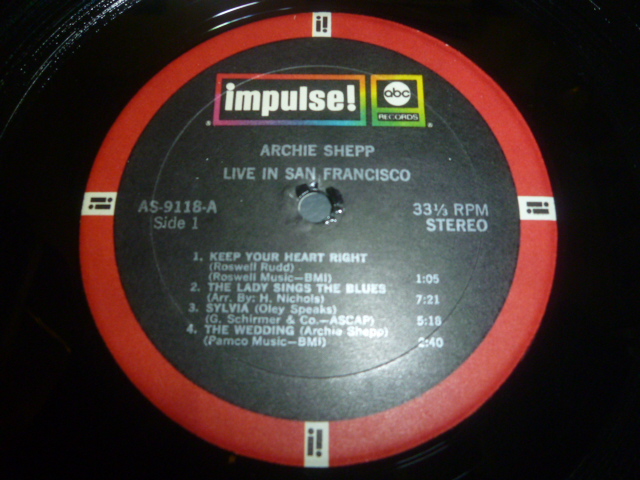 i!
impulse! abc
RECORDS
ARCHIE SHEPP
LIVE IN SAN FRANCISCO
AS-9118-A 33⅓ RPM
Side 1 STEREO
1. KEEP YOUR HEART RIGHT
(Roswell Rudd)
(Roswell Music—BMI) 1:05
2. THE LADY SINGS THE BLUES
(Arr. By: H. Nichols) 7:21
3. SYLVIA (Oley Speaks)
(G. Schirmer & Co.—ASCAP) 5:18
4. THE WEDDING (Archie Shepp)
(Pamco Music—BMI) 2:40
i!
i!
i!